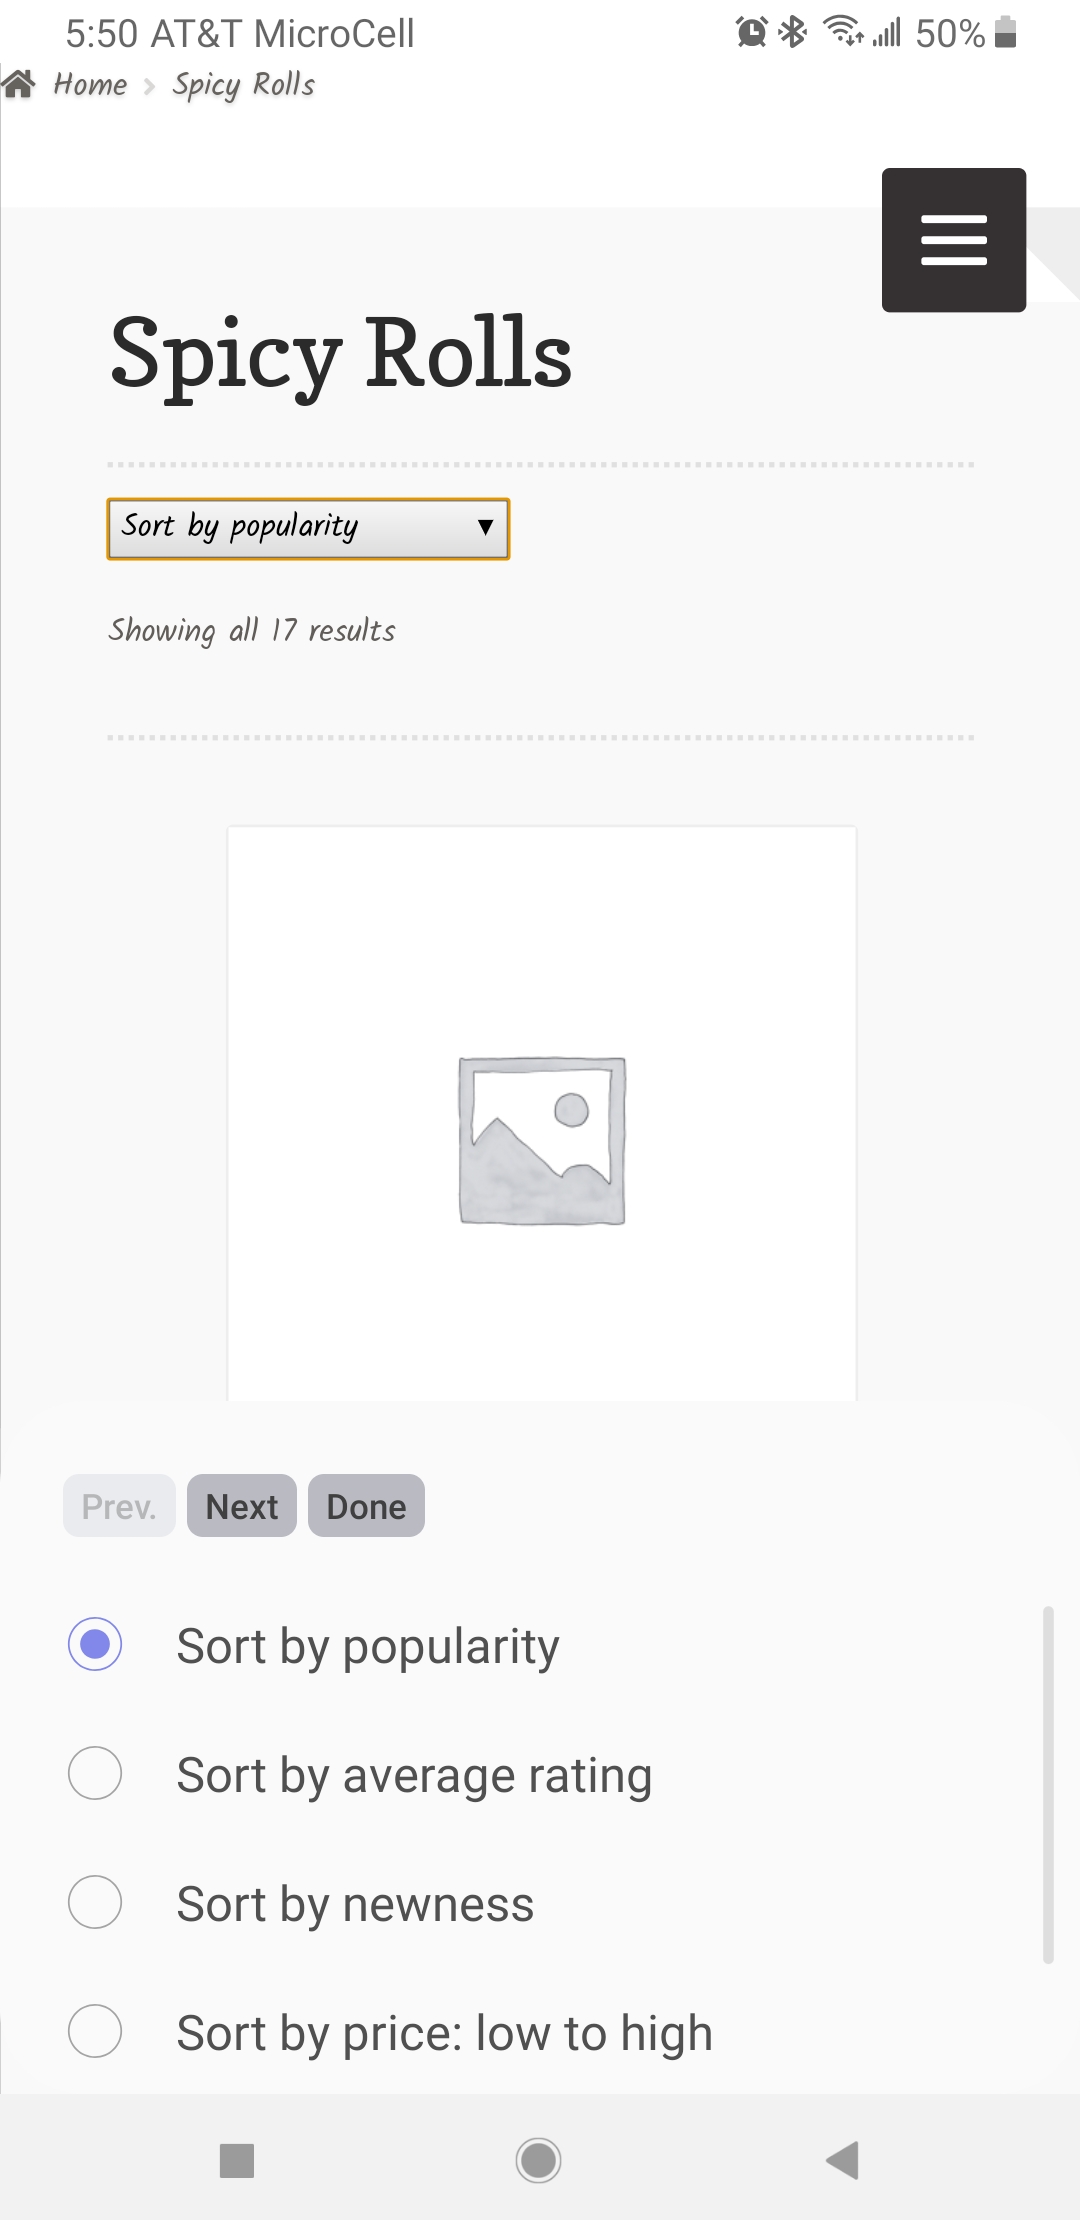 5:50 AT&T MicroCell 50%
Home > Spicy Rolls
Spicy Rolls
Sort by popularity ▼
Showing all 17 results
Prev. Next Done
Sort by popularity
Sort by average rating
Sort by newness
Sort by price: low to high